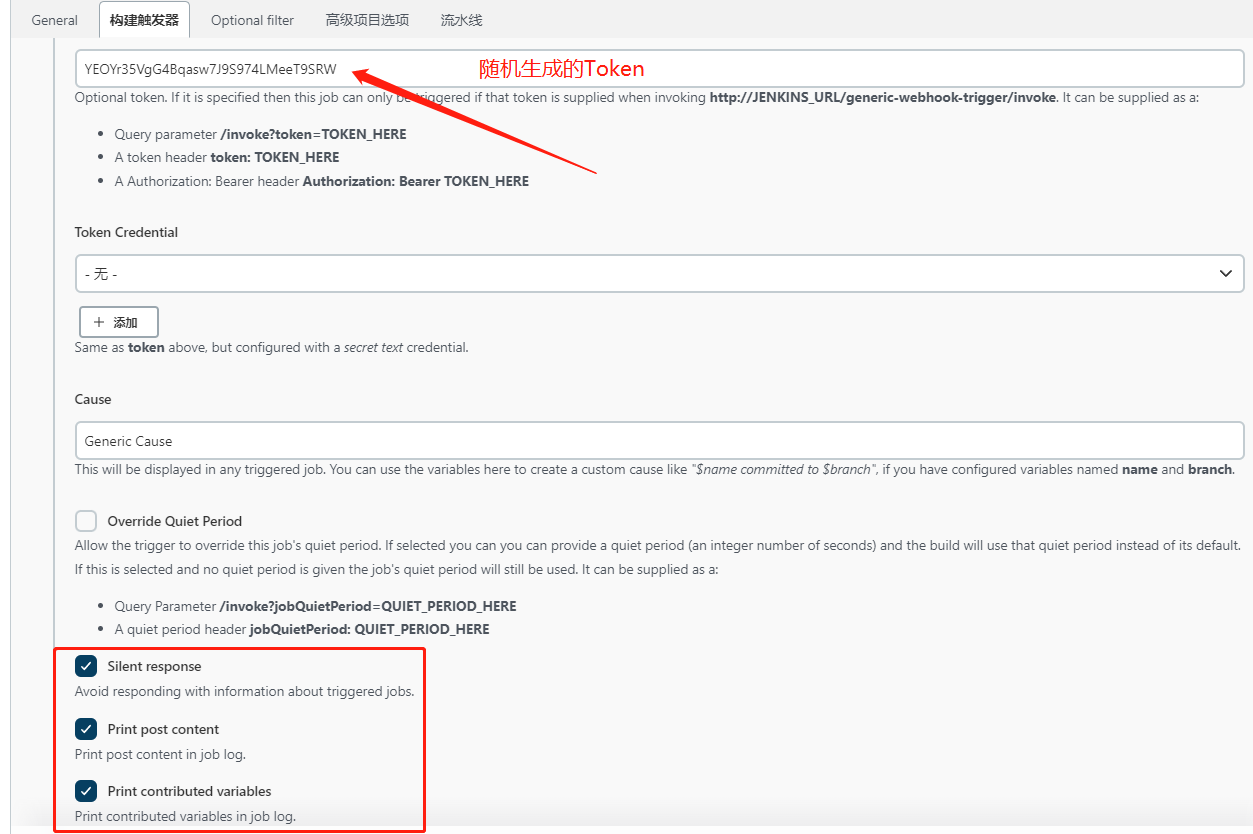 General 构建触发器 Optional filter 高级项目选项 流水线
YEOYr35VgG4Bqasw7J9S974LMeeT9SRW 随机生成的Token
Optional token. If it is specified then this job can only be triggered if that token is supplied when invoking http://JENKINS_URL/generic-webhook-trigger/invoke. It can be supplied as a:
Query parameter /invoke?token=TOKEN_HERE
A token header token: TOKEN_HERE
A Authorization: Bearer header Authorization: Bearer TOKEN_HERE
Token Credential
- 无 -
+ 添加
Same as token above, but configured with a secret text credential.
Cause
Generic Cause
This will be displayed in any triggered job. You can use the variables here to create a custom cause like "$name committed to $branch", if you have configured variables named name and branch.
Override Quiet Period
Allow the trigger to override this job's quiet period. If selected you can you can provide a quiet period (an integer number of seconds) and the build will use that quiet period instead of its default.
If this is selected and no quiet period is given the job's quiet period will still be used. It can be supplied as a:
Query Parameter /invoke?jobQuietPeriod=QUIET_PERIOD_HERE
A quiet period header jobQuietPeriod: QUIET_PERIOD_HERE
Silent response
Avoid responding with information about triggered jobs.
Print post content
Print post content in job log.
Print contributed variables
Print contributed variables in job log.